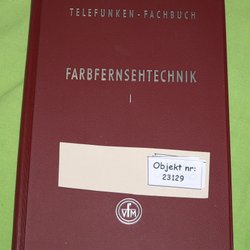 TELEFUNKEN-FACHBUCH
FARBFERNSEHTECHNIK
I
Objekt nr:
23129
vfm